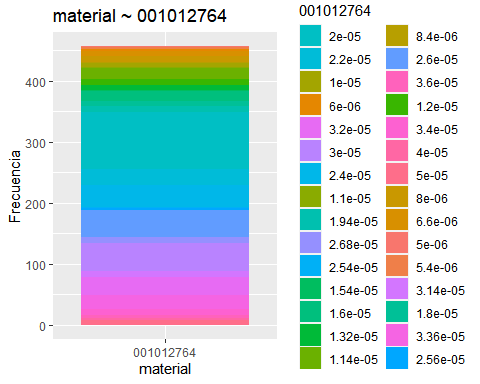 material ~ 001012764
Frecuencia
400
300
200
100
0
001012764
material
001012764
2e-05
2.2e-05
1e-05
6e-06
3.2e-05
3e-05
2.4e-05
1.1e-05
1.94e-05
2.68e-05
2.54e-05
1.54e-05
1.6e-05
1.32e-05
1.14e-05
8.4e-06
2.6e-05
3.6e-05
1.2e-05
3.4e-05
4e-05
5e-05
8e-06
6.6e-06
5e-06
5.4e-06
3.14e-05
1.8e-05
3.36e-05
2.56e-05